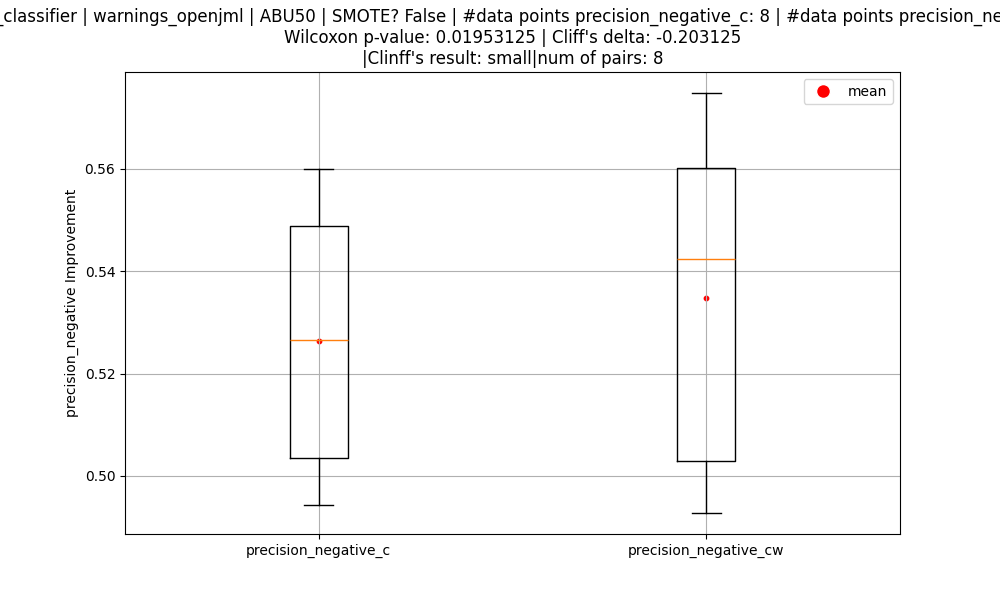 _classifier | warnings_openjml | ABU50 | SMOTE? False | #data points precision_negative_c: 8 | #data points precision_ne
Wilcoxon p-value: 0.01953125 | Cliff's delta: -0.203125
|Clinff's result: small|num of pairs: 8
mean
precision_negative Improvement
0.56
0.54
0.52
0.50
precision_negative_c
precision_negative_cw